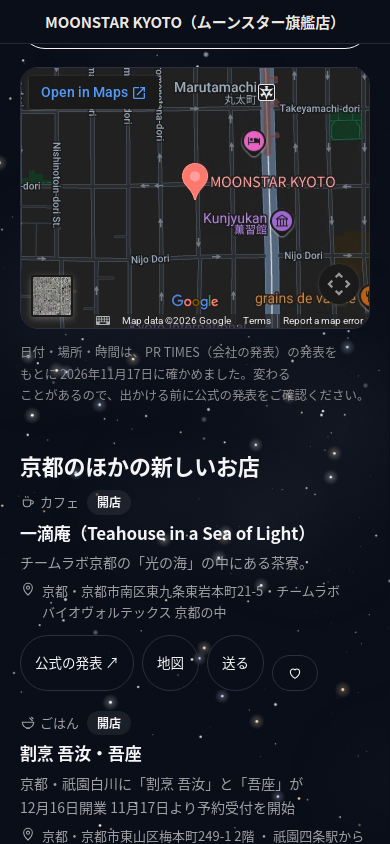 MOONSTAR KYOTO（ムーンスター旗艦店）
Open in Maps
Marutamachi
丸太町
Takeyamachi-dori
Nishinotoin-dori St.
-dori
MOONSTAR KYOTO
Kunjyukan
薫習館
Nijo Dori
Nijo Dori
Google
grains de va
Map data ©2026 Google
Terms
Report a map error
日付・場所・時間は、PR TIMES（会社の発表）の発表を
もとに 2026年11月17日に確かめました。変わる
ことがあるので、出かける前に公式の発表をご確認ください。
京都のほかの新しいお店
カフェ 開店
一滴庵（Teahouse in a Sea of Light）
チームラボ京都の「光の海」の中にある茶寮。
京都・京都市南区東九条東岩本町21-5・チームラボ
バイオヴォルテックス 京都の中
公式の発表 ↗
地図
送る
♡
ごはん 開店
割烹 吾汝・吾座
京都・祇園白川に「割烹 吾汝」と「吾座」が
12月16日開業 11月17日より予約受付を開始
京都・京都市東山区梅本町249-1 2階 ・ 祇園四条駅から